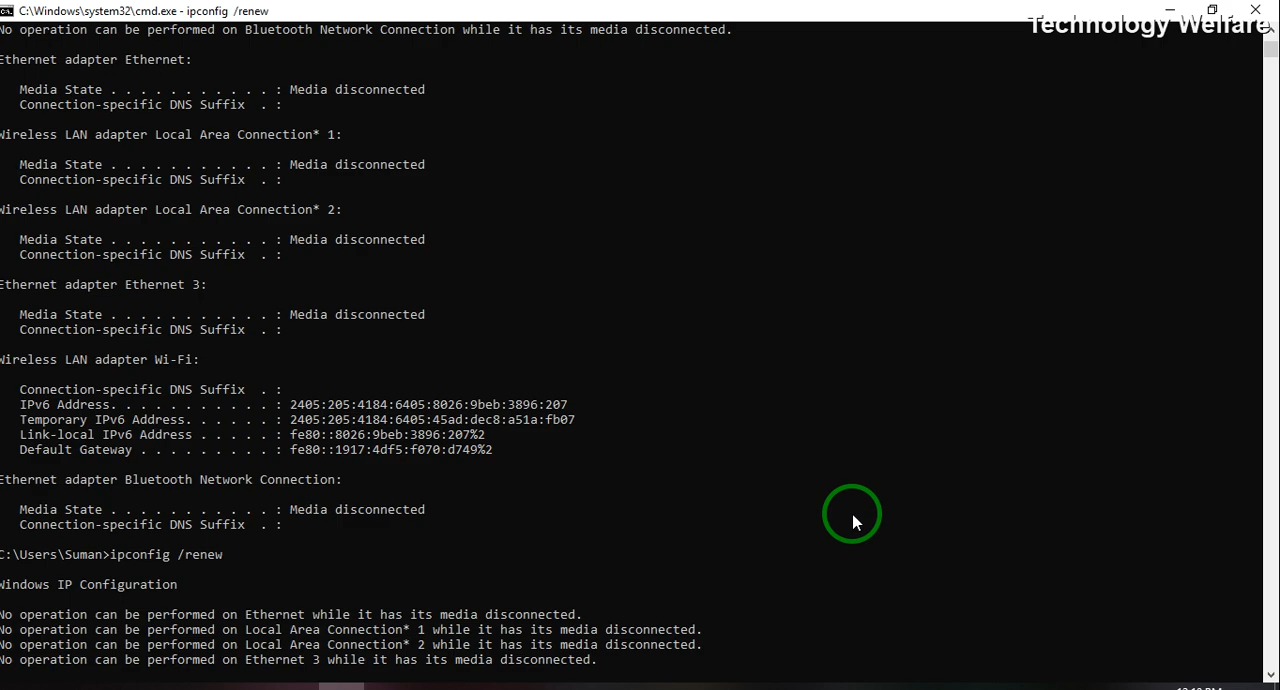 C:\Windows\system32\cmd.exe - ipconfig /renew
Technology Welfare
No operation can be performed on Bluetooth Network Connection while it has its media disconnected.
Ethernet adapter Ethernet:
Media State . . . . . . . . . . . : Media disconnected
Connection-specific DNS Suffix . :
Wireless LAN adapter Local Area Connection* 1:
Media State . . . . . . . . . . . : Media disconnected
Connection-specific DNS Suffix . :
Wireless LAN adapter Local Area Connection* 2:
Media State . . . . . . . . . . . : Media disconnected
Connection-specific DNS Suffix . :
Ethernet adapter Ethernet 3:
Media State . . . . . . . . . . . : Media disconnected
Connection-specific DNS Suffix . :
Wireless LAN adapter Wi-Fi:
Connection-specific DNS Suffix . :
IPv6 Address. . . . . . . . . . . : 2405:205:4184:6405:8026:9beb:3896:207
Temporary IPv6 Address. . . . . . : 2405:205:4184:6405:45ad:dec8:a51a:fb07
Link-local IPv6 Address . . . . . : fe80::8026:9beb:3896:207%2
Default Gateway . . . . . . . . . : fe80::1917:4df5:f070:d749%2
Ethernet adapter Bluetooth Network Connection:
Media State . . . . . . . . . . . : Media disconnected
Connection-specific DNS Suffix . :
C:\Users\Suman>ipconfig /renew
Windows IP Configuration
No operation can be performed on Ethernet while it has its media disconnected.
No operation can be performed on Local Area Connection* 1 while it has its media disconnected.
No operation can be performed on Local Area Connection* 2 while it has its media disconnected.
No operation can be performed on Ethernet 3 while it has its media disconnected.